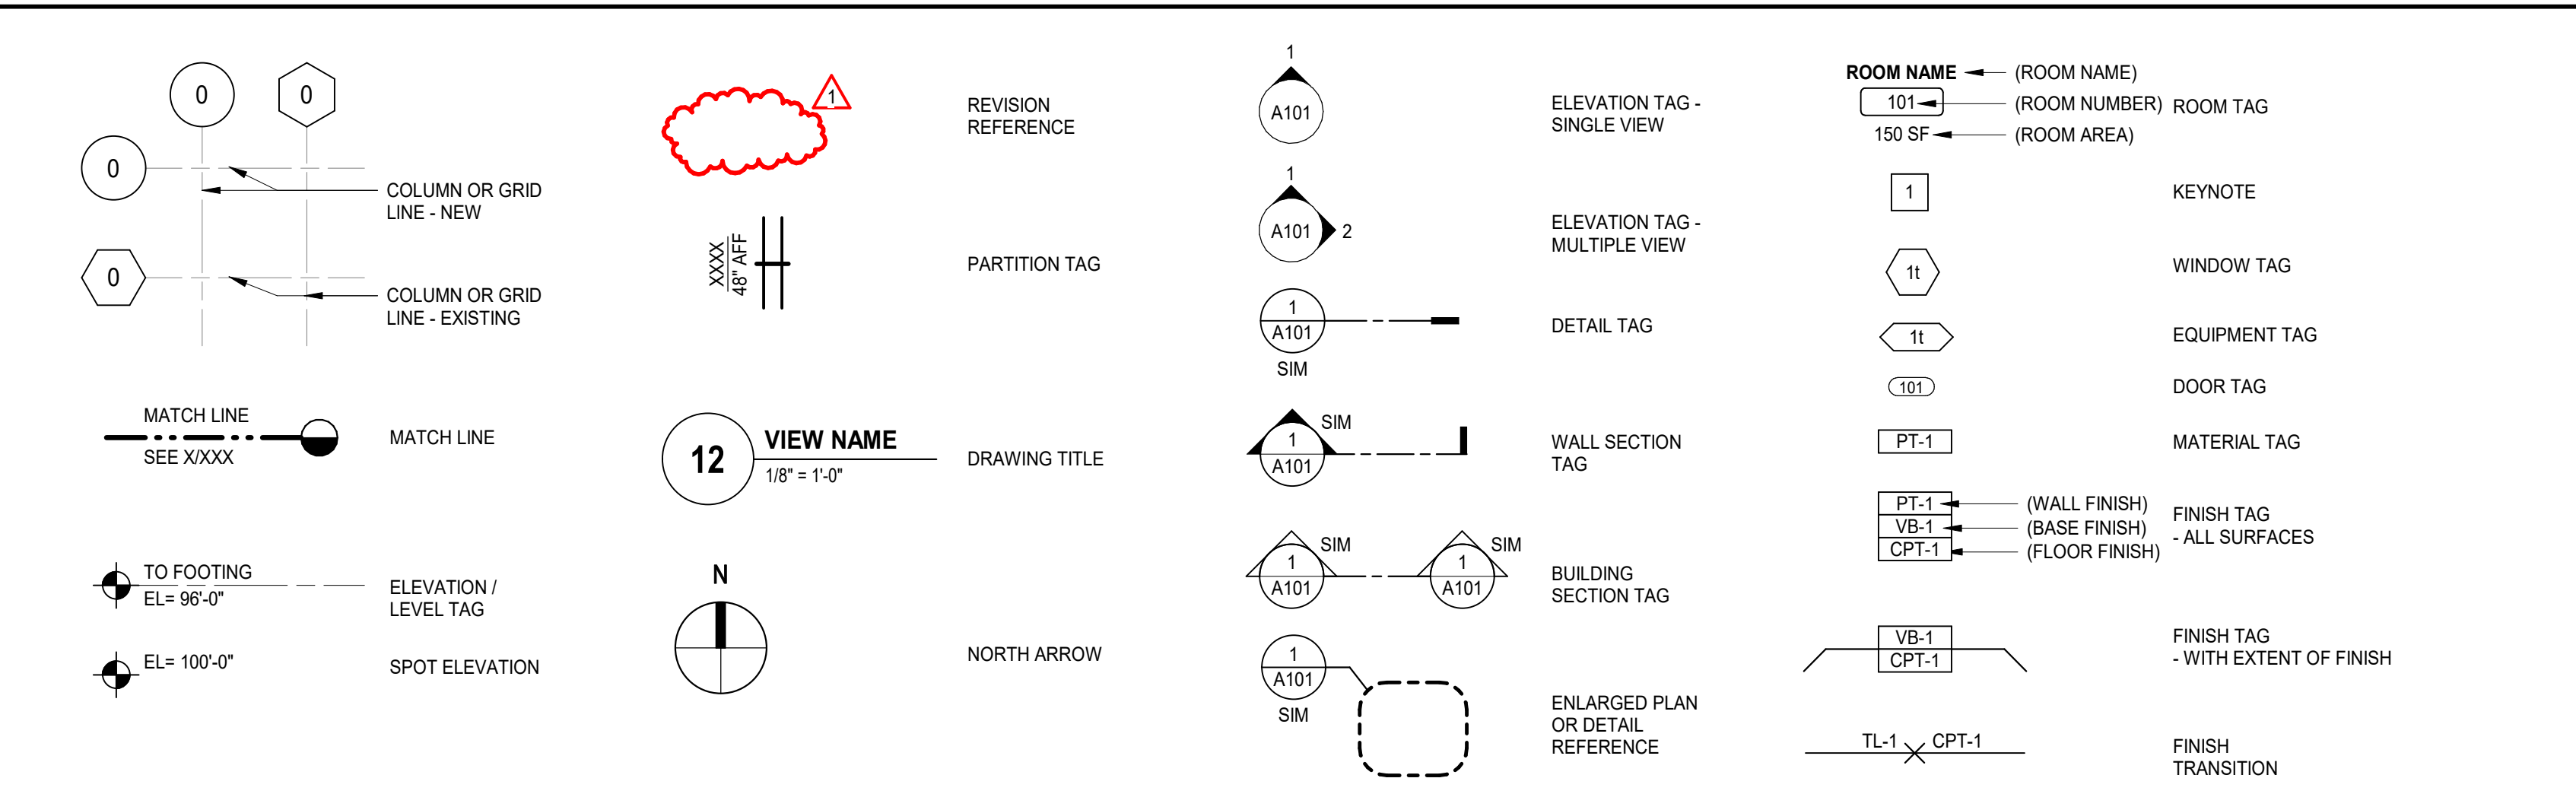 0
0
0
COLUMN OR GRID
LINE - NEW
0
COLUMN OR GRID
LINE - EXISTING
MATCH LINE
SEE X/XXX
MATCH LINE
TO FOOTING
EL= 96'-0"
ELEVATION /
LEVEL TAG
EL= 100'-0"
SPOT ELEVATION
1
REVISION
REFERENCE
XXXX
48" AFF
PARTITION TAG
12
VIEW NAME
1/8" = 1'-0"
DRAWING TITLE
N
NORTH ARROW
1
A101
ELEVATION TAG -
SINGLE VIEW
1
A101
2
ELEVATION TAG -
MULTIPLE VIEW
1
A101
SIM
DETAIL TAG
1
A101
SIM
WALL SECTION
TAG
1
A101
SIM
1
A101
SIM
BUILDING
SECTION TAG
1
A101
SIM
ENLARGED PLAN
OR DETAIL
REFERENCE
ROOM NAME (ROOM NAME)
101 (ROOM NUMBER)
150 SF (ROOM AREA)
ROOM TAG
1
KEYNOTE
1t
WINDOW TAG
1t
EQUIPMENT TAG
101
DOOR TAG
PT-1
MATERIAL TAG
PT-1 (WALL FINISH)
VB-1 (BASE FINISH)
CPT-1 (FLOOR FINISH)
FINISH TAG
- ALL SURFACES
VB-1
CPT-1
FINISH TAG
- WITH EXTENT OF FINISH
TL-1 CPT-1
FINISH
TRANSITION